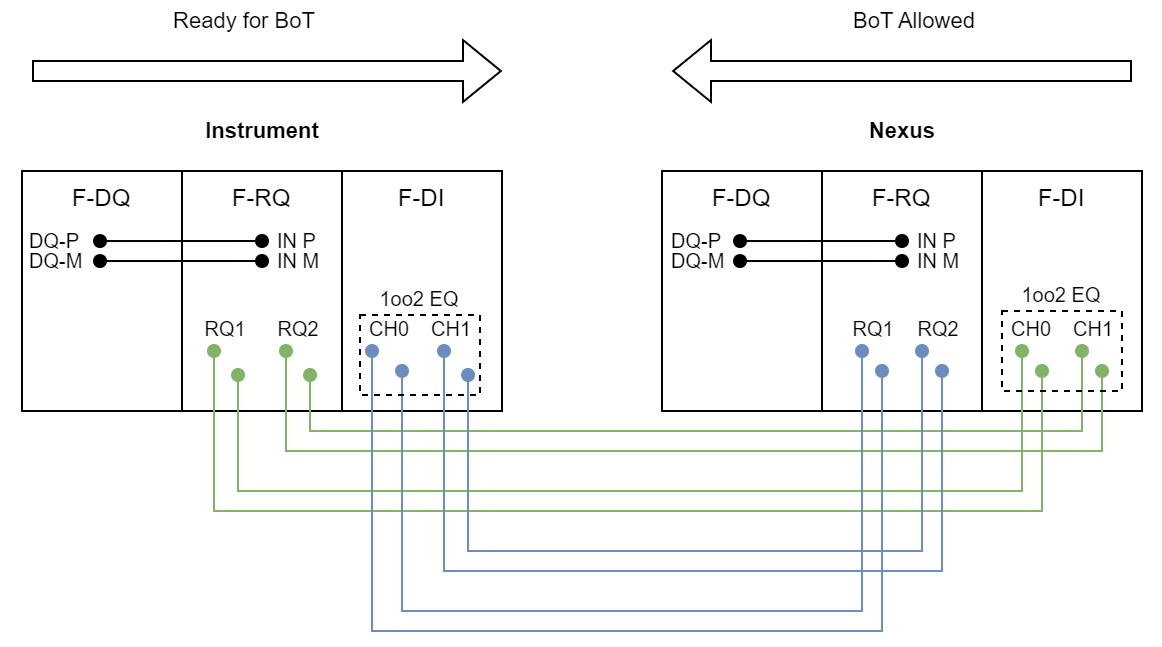 Ready for BoT
BoT Allowed
Instrument
Nexus
F-DQ
F-RQ
F-DI
DQ-P
IN P
DQ-M
IN M
1oo2 EQ
RQ1
RQ2
CH0
CH1
F-DQ
F-RQ
F-DI
DQ-P
IN P
DQ-M
IN M
1oo2 EQ
RQ1
RQ2
CH0
CH1